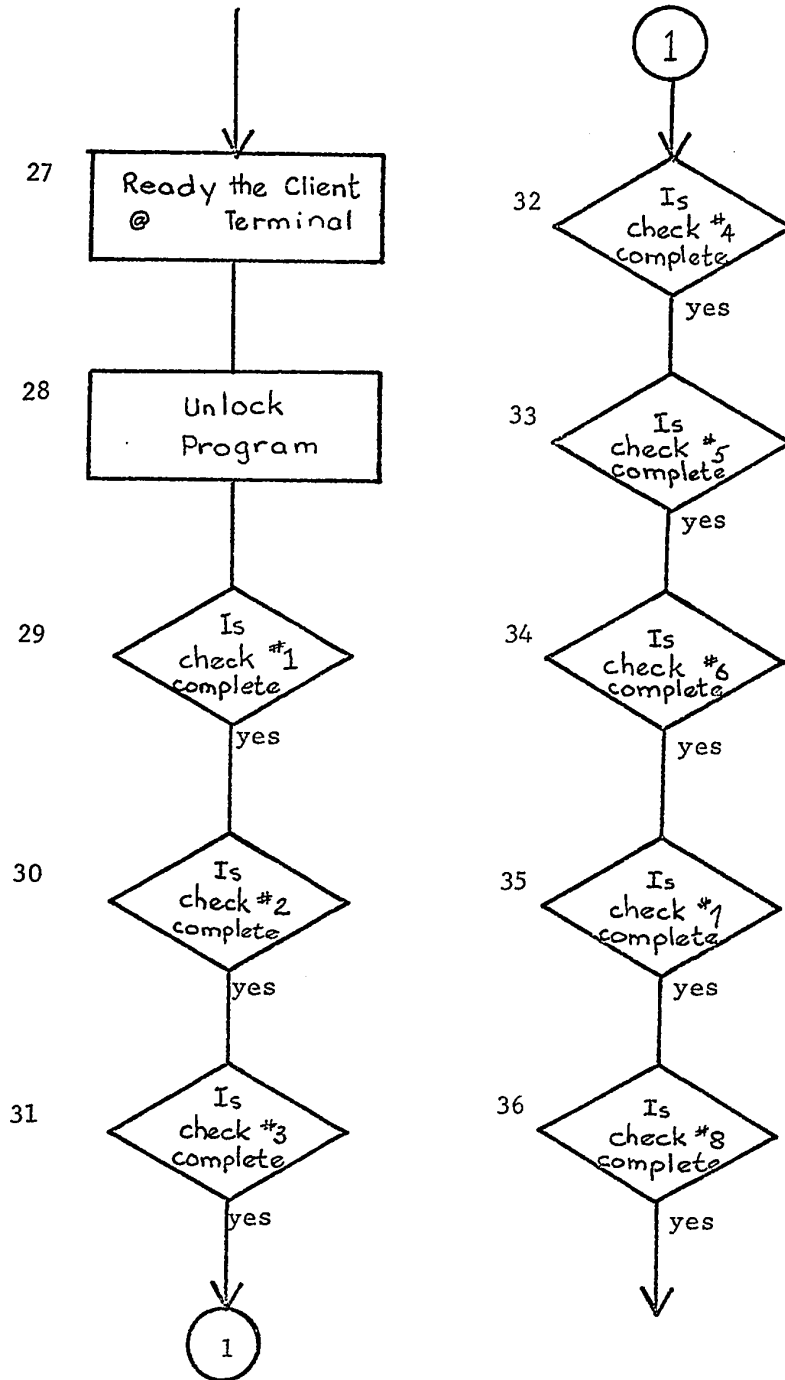 27
Ready the Client
@ Terminal
28
Unlock
Program
29
Is
check #1
complete
yes
30
Is
check #2
complete
yes
31
Is
check #3
complete
yes
1
1
32
Is
check #4
complete
yes
33
Is
check #5
complete
yes
34
Is
check #6
complete
yes
35
Is
check #7
complete
yes
36
Is
check #8
complete
yes